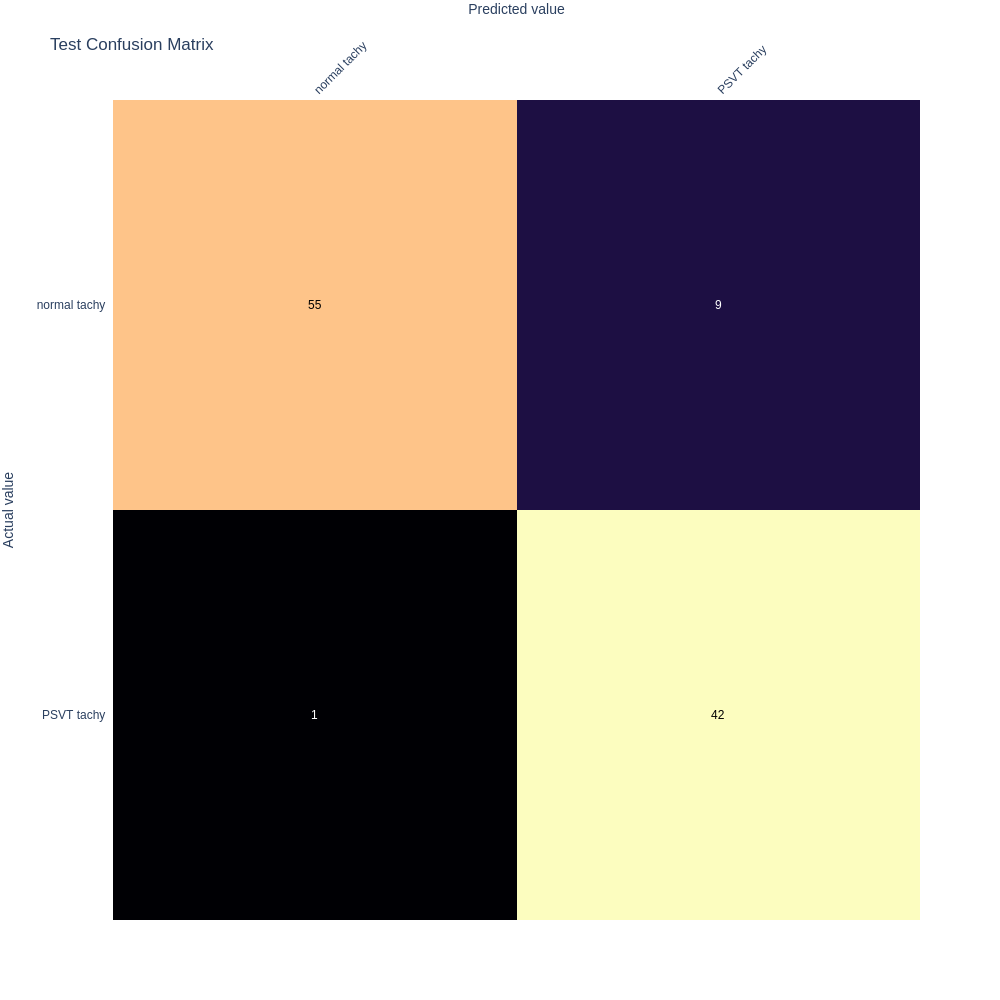 Predicted value
Test Confusion Matrix
normal tachy
PSVT tachy
normal tachy
55
9
Actual value
PSVT tachy
1
42